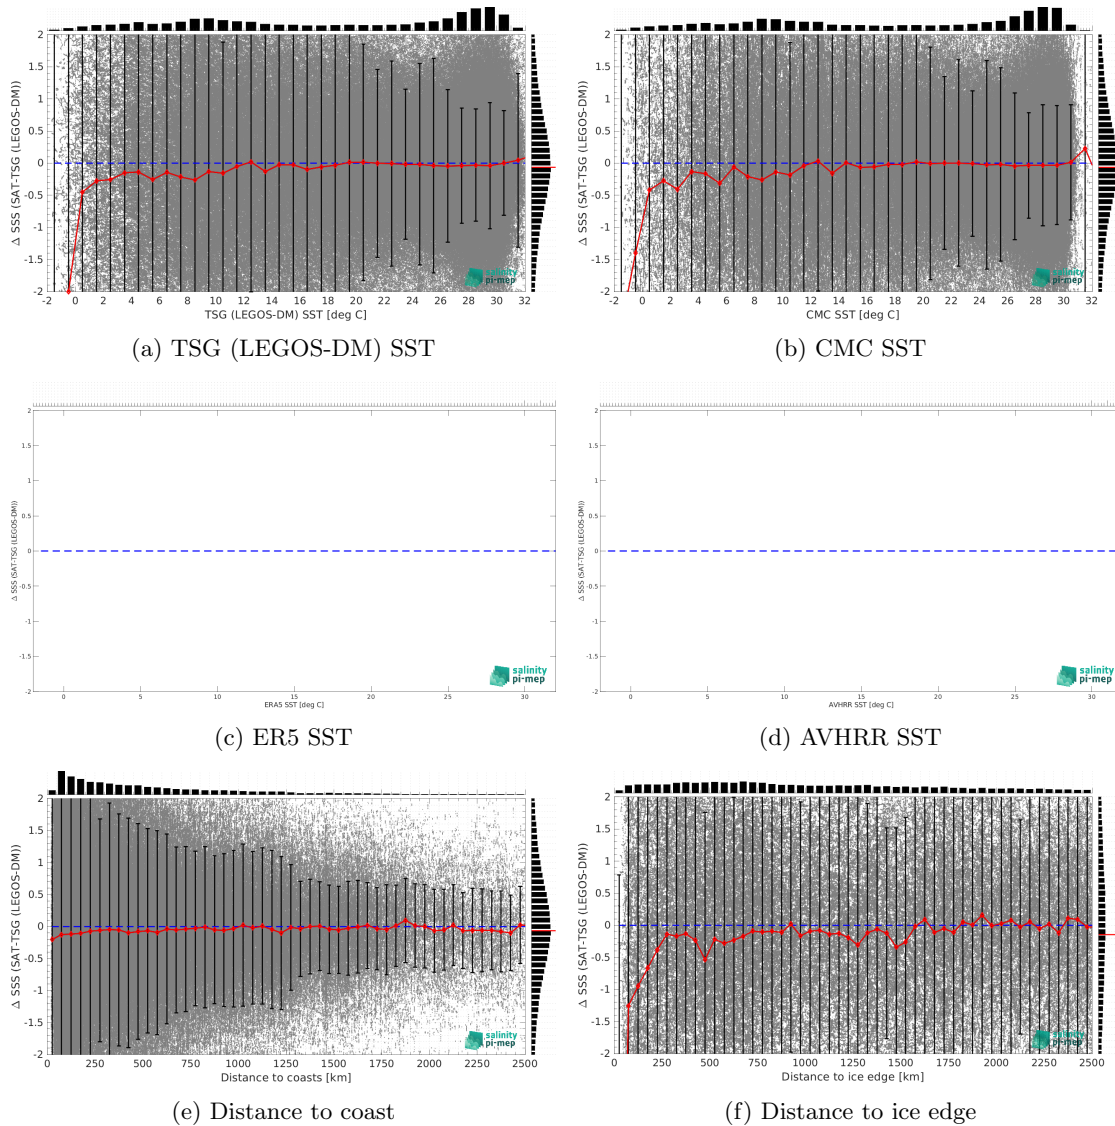 2
1.5
1
0.5
0
-0.5
-1
-1.5
-2
Δ SSS (SAT-TSG (LEGOS-DM))
-2 0 2 4 6 8 10 12 14 16 18 20 22 24 26 28 30 32
TSG (LEGOS-DM) SST [deg C]
salinity
pi-mep
(a) TSG (LEGOS-DM) SST
2
1.5
1
0.5
0
-0.5
-1
-1.5
-2
Δ SSS (SAT-TSG (LEGOS-DM))
-2 0 2 4 6 8 10 12 14 16 18 20 22 24 26 28 30 32
CMC SST [deg C]
salinity
pi-mep
(b) CMC SST
2
1.5
1
0.5
0
-0.5
-1
-1.5
-2
Δ SSS (SAT-TSG (LEGOS-DM))
0 5 10 15 20 25 30
ERA5 SST [deg C]
salinity
pi-mep
(c) ER5 SST
2
1.5
1
0.5
0
-0.5
-1
-1.5
-2
Δ SSS (SAT-TSG (LEGOS-DM))
0 5 10 15 20 25 30
AVHRR SST [deg C]
salinity
pi-mep
(d) AVHRR SST
2
1.5
1
0.5
0
-0.5
-1
-1.5
-2
Δ SSS (SAT-TSG (LEGOS-DM))
0 250 500 750 1000 1250 1500 1750 2000 2250 2500
Distance to coasts [km]
salinity
pi-mep
(e) Distance to coast
2
1.5
1
0.5
0
-0.5
-1
-1.5
-2
Δ SSS (SAT-TSG (LEGOS-DM))
0 250 500 750 1000 1250 1500 1750 2000 2250 2500
Distance to ice edge [km]
salinity
pi-mep
(f) Distance to ice edge